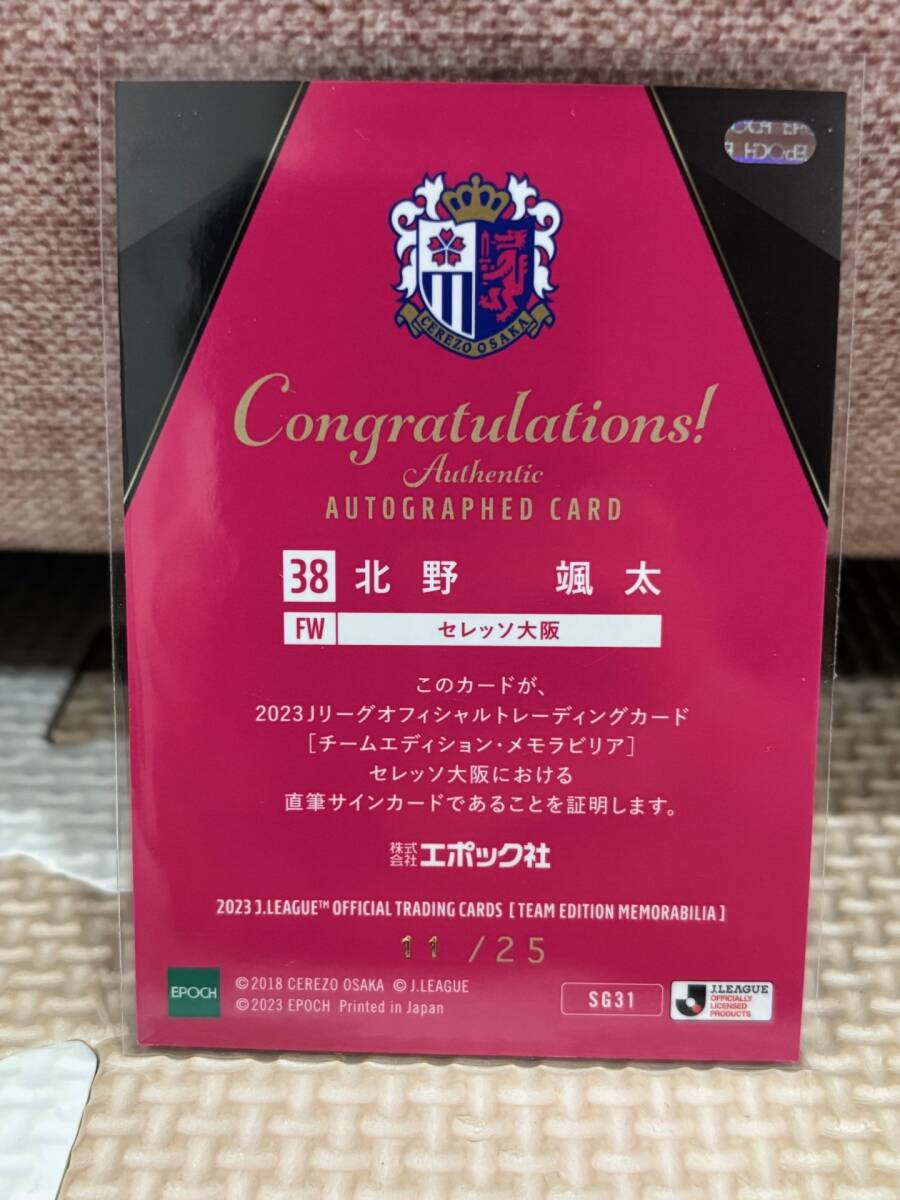 EPOCH
CEREZO OSAKA
Congratulations!
Authentic
AUTOGRAPHED CARD
38 北野 颯太
FW セレッソ大阪
このカードが、
2023Jリーグオフィシャルトレーディングカード
[チームエディション・メモラビリア]
セレッソ大阪における
直筆サインカードであることを証明します。
株式会社エポック社
2023 J.LEAGUE™ OFFICIAL TRADING CARDS [TEAM EDITION MEMORABILIA]
11 /25
EPOCH
©2018 CEREZO OSAKA ©J.LEAGUE
©2023 EPOCH Printed in Japan
SG31
J.LEAGUE
OFFICIALLY
LICENSED
PRODUCTS